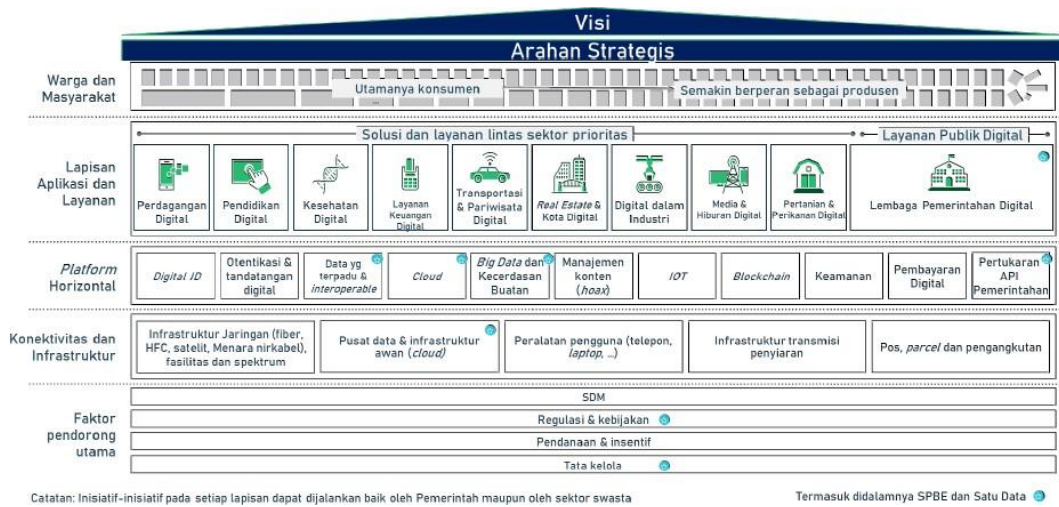 Visi
Arahan Strategis
Warga dan
Masyarakat
Utamanya konsumen
...
Semakin berperan sebagai produsen
Lapisan
Aplikasi dan
Layanan
Solusi dan layanan lintas sektor prioritas
Layanan Publik Digital
Perdagangan
Digital
Pendidikan
Digital
Kesehatan
Digital
Layanan
Keuangan
Digital
Transportasi
& Pariwisata
Digital
Real Estate &
Kota Digital
Digital dalam
Industri
Media &
Hiburan Digital
Pertanian &
Perikanan Digital
Lembaga Pemerintahan Digital
Platform
Horizontal
Digital ID
Otentikasi &
tandatangan
digital
Data yg
terpadu &
interoperable
Cloud
Big Data dan
Kecerdasan
Buatan
Manajemen
konten
(hoax)
IOT
Blockchain
Keamanan
Pembayaran
Digital
Pertukaran
API
Pemerintahan
Konektivitas dan
Infrastruktur
Infrastruktur Jaringan (fiber,
HFC, satelit, Menara nirkabel),
fasilitas dan spektrum
Pusat data & infrastruktur
awan (cloud)
Peralatan pengguna (telepon,
laptop, ...)
Infrastruktur transmisi
penyiaran
Pos, parcel dan pengangkutan
Faktor
pendorong
utama
SDM
Regulasi & kebijakan
Pendanaan & insentif
Tata kelola
Catatan: Inisiatif-inisiatif pada setiap lapisan dapat dijalankan baik oleh Pemerintah maupun oleh sektor swasta
Termasuk didalamnya SPBE dan Satu Data